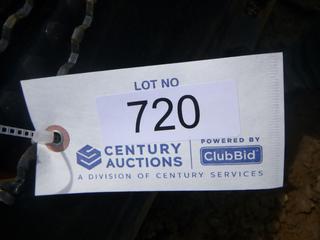 LOT NO
720
CENTURY
AUCTIONS
POWERED BY
ClubBid
A DIVISION OF CENTURY SERVICES